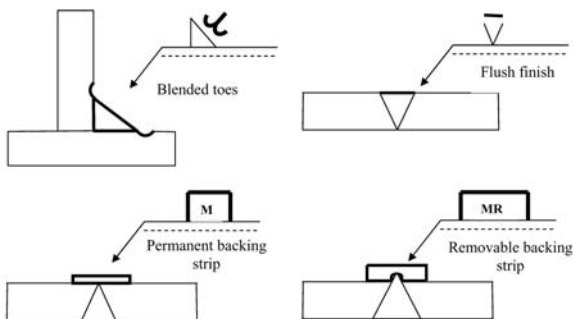 Blended toes
Flush finish
M
Permanent backing
strip
MR
Removable backing
strip